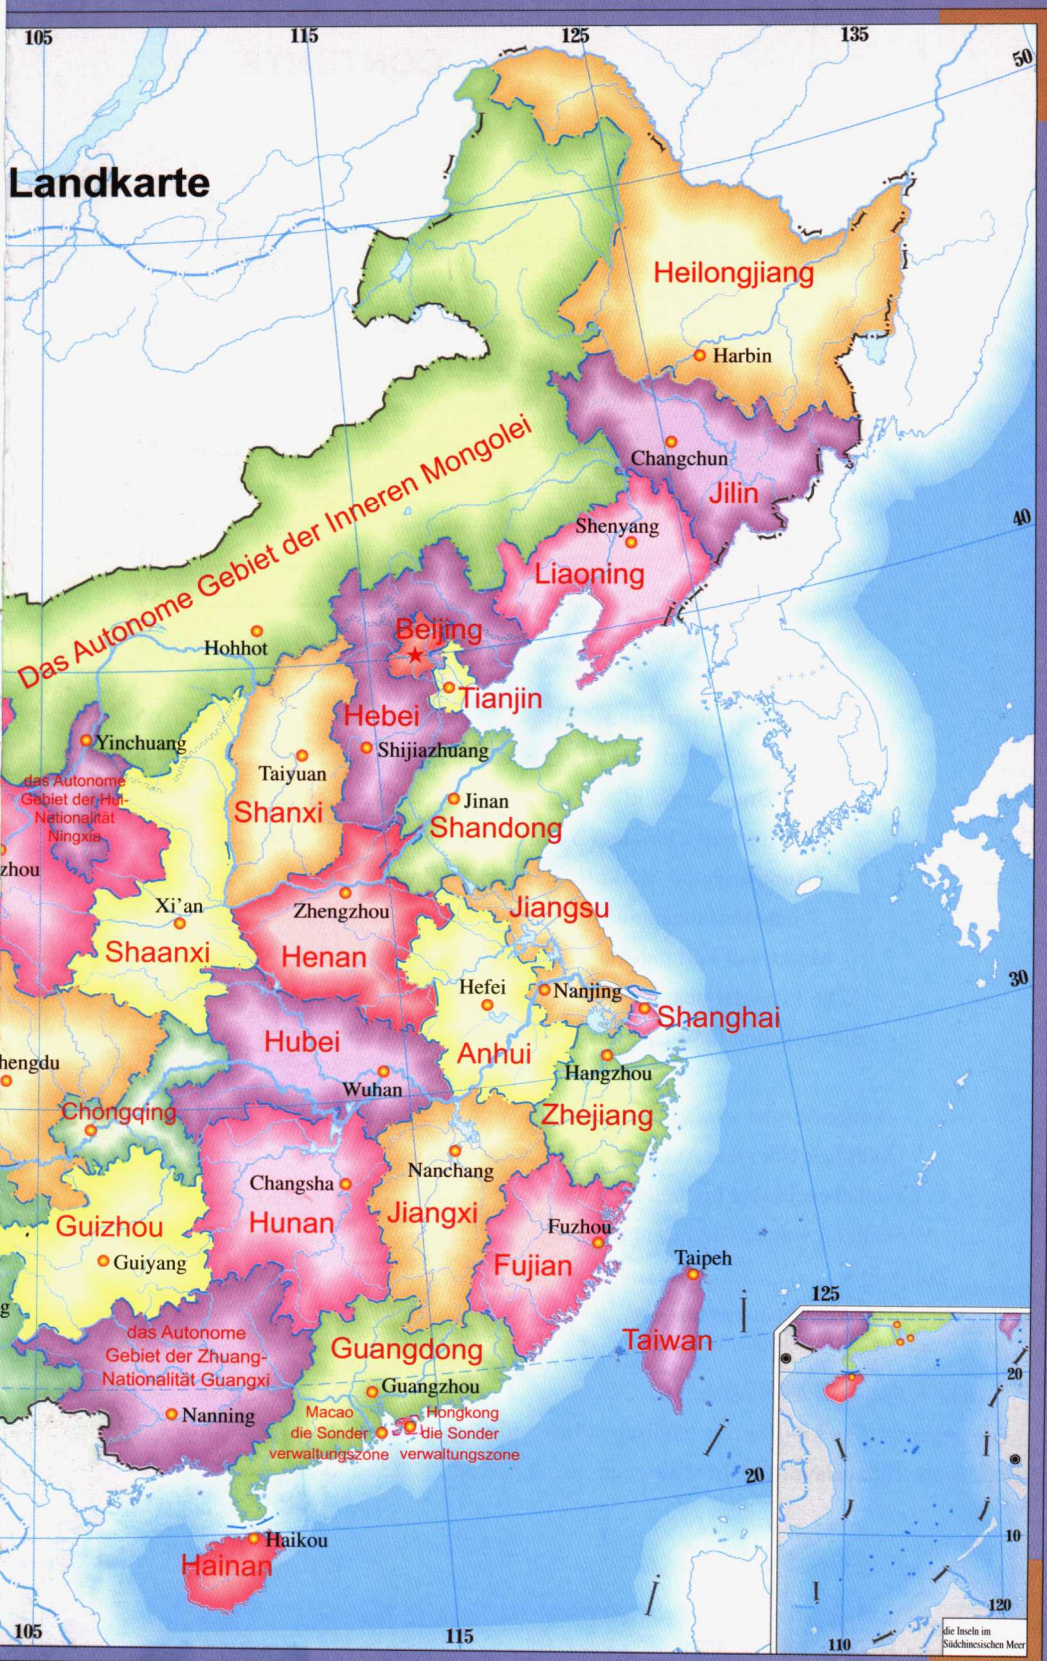 105
115
125
135
50
Landkarte
Heilongjiang
Harbin
Das Autonome Gebiet der Inneren Mongolei
Changchun
Jilin
40
Shenyang
Liaoning
Beijing
Hohhot
Tianjin
Hebei
Yinchuang
Shijiazhuang
Taiyuan
das Autonome
Gebiet der Hui-
Nationalität
Ningxia
Jinan
Shanxi
Shandong
zhou
Xi'an
Zhengzhou
Jiangsu
Shaanxi
Henan
30
Hefei
Nanjing
Shanghai
Hubei
Anhui
hengdu
Hangzhou
Wuhan
Chongqing
Zhejiang
Nanchang
Changsha
Guizhou
Hunan
Jiangxi
Fuzhou
Guiyang
Fujian
Taipeh
125
g
das Autonome
Gebiet der Zhuang-
Nationalität Guangxi
Guangdong
Taiwan
20
Guangzhou
Nanning
Macao
die Sonder
verwaltungszone
Hongkong
die Sonder
verwaltungszone
20
10
Haikou
Hainan
120
die Inseln im
Südchinesischen Meer
105
115
110